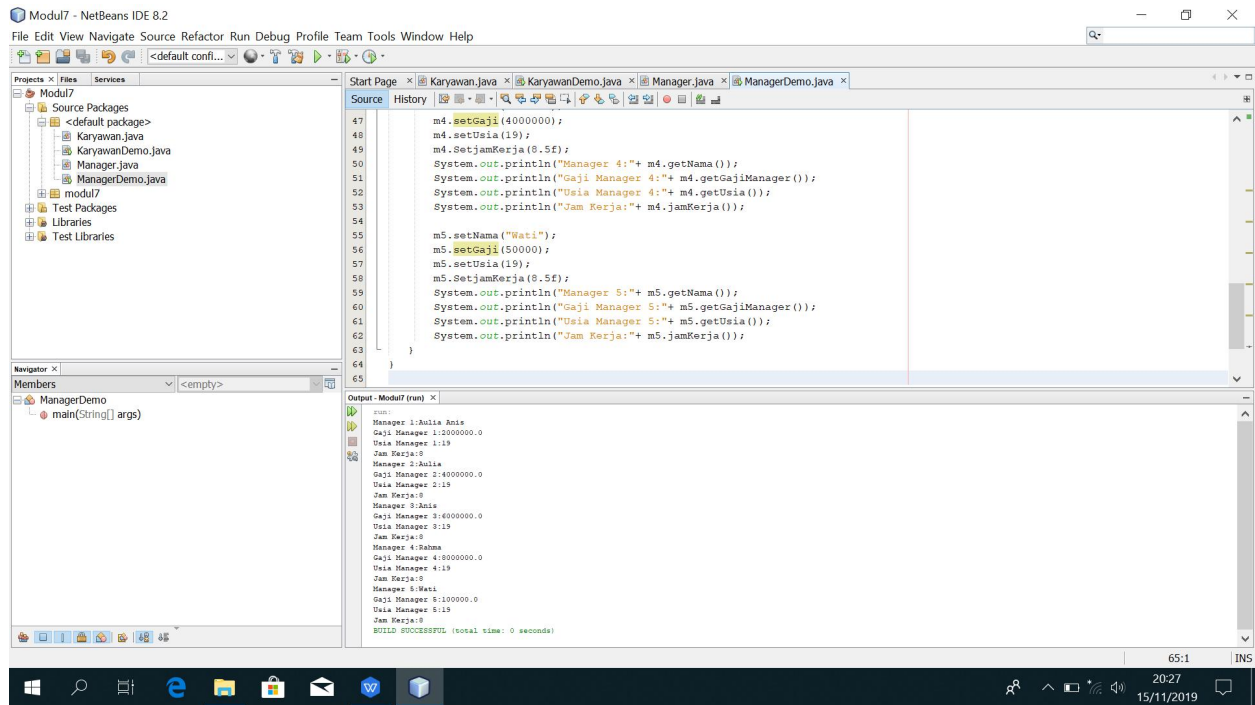 Modul7 - NetBeans IDE 8.2
File Edit View Navigate Source Refactor Run Debug Profile Team Tools Window Help
<default confi...
Projects Files Services
Start Page Karyawan.java KaryawanDemo.java Manager.java ManagerDemo.java
Source History
Modul7
Source Packages
<default package>
Karyawan.java
KaryawanDemo.java
Manager.java
ManagerDemo.java
modul7
Test Packages
Libraries
Test Libraries
47 m4.setGaji(4000000);
48 m4.setUsia(19);
49 m4.SetjamKerja(8.5f);
50 System.out.println("Manager 4:"+ m4.getNama());
51 System.out.println("Gaji Manager 4:"+ m4.getGajiManager());
52 System.out.println("Usia Manager 4:"+ m4.getUsia());
53 System.out.println("Jam Kerja:"+ m4.jamKerja());
54
55 m5.setNama("Wati");
56 m5.setGaji(50000);
57 m5.setUsia(19);
58 m5.SetjamKerja(8.5f);
59 System.out.println("Manager 5:"+ m5.getNama());
60 System.out.println("Gaji Manager 5:"+ m5.getGajiManager());
61 System.out.println("Usia Manager 5:"+ m5.getUsia());
62 System.out.println("Jam Kerja:"+ m5.jamKerja());
63 }
64 }
65
Navigator
Members <empty>
ManagerDemo
main(String[] args)
Output - Modul7 (run)
run:
Manager 1:Aulia Anis
Gaji Manager 1:2000000.0
Usia Manager 1:19
Jam Kerja:8
Manager 2:Aulia
Gaji Manager 2:4000000.0
Usia Manager 2:19
Jam Kerja:8
Manager 3:Anis
Gaji Manager 3:6000000.0
Usia Manager 3:19
Jam Kerja:8
Manager 4:Rahma
Gaji Manager 4:8000000.0
Usia Manager 4:19
Jam Kerja:8
Manager 5:Wati
Gaji Manager 5:100000.0
Usia Manager 5:19
Jam Kerja:8
BUILD SUCCESSFUL (total time: 0 seconds)
65:1 INS
20:27
15/11/2019